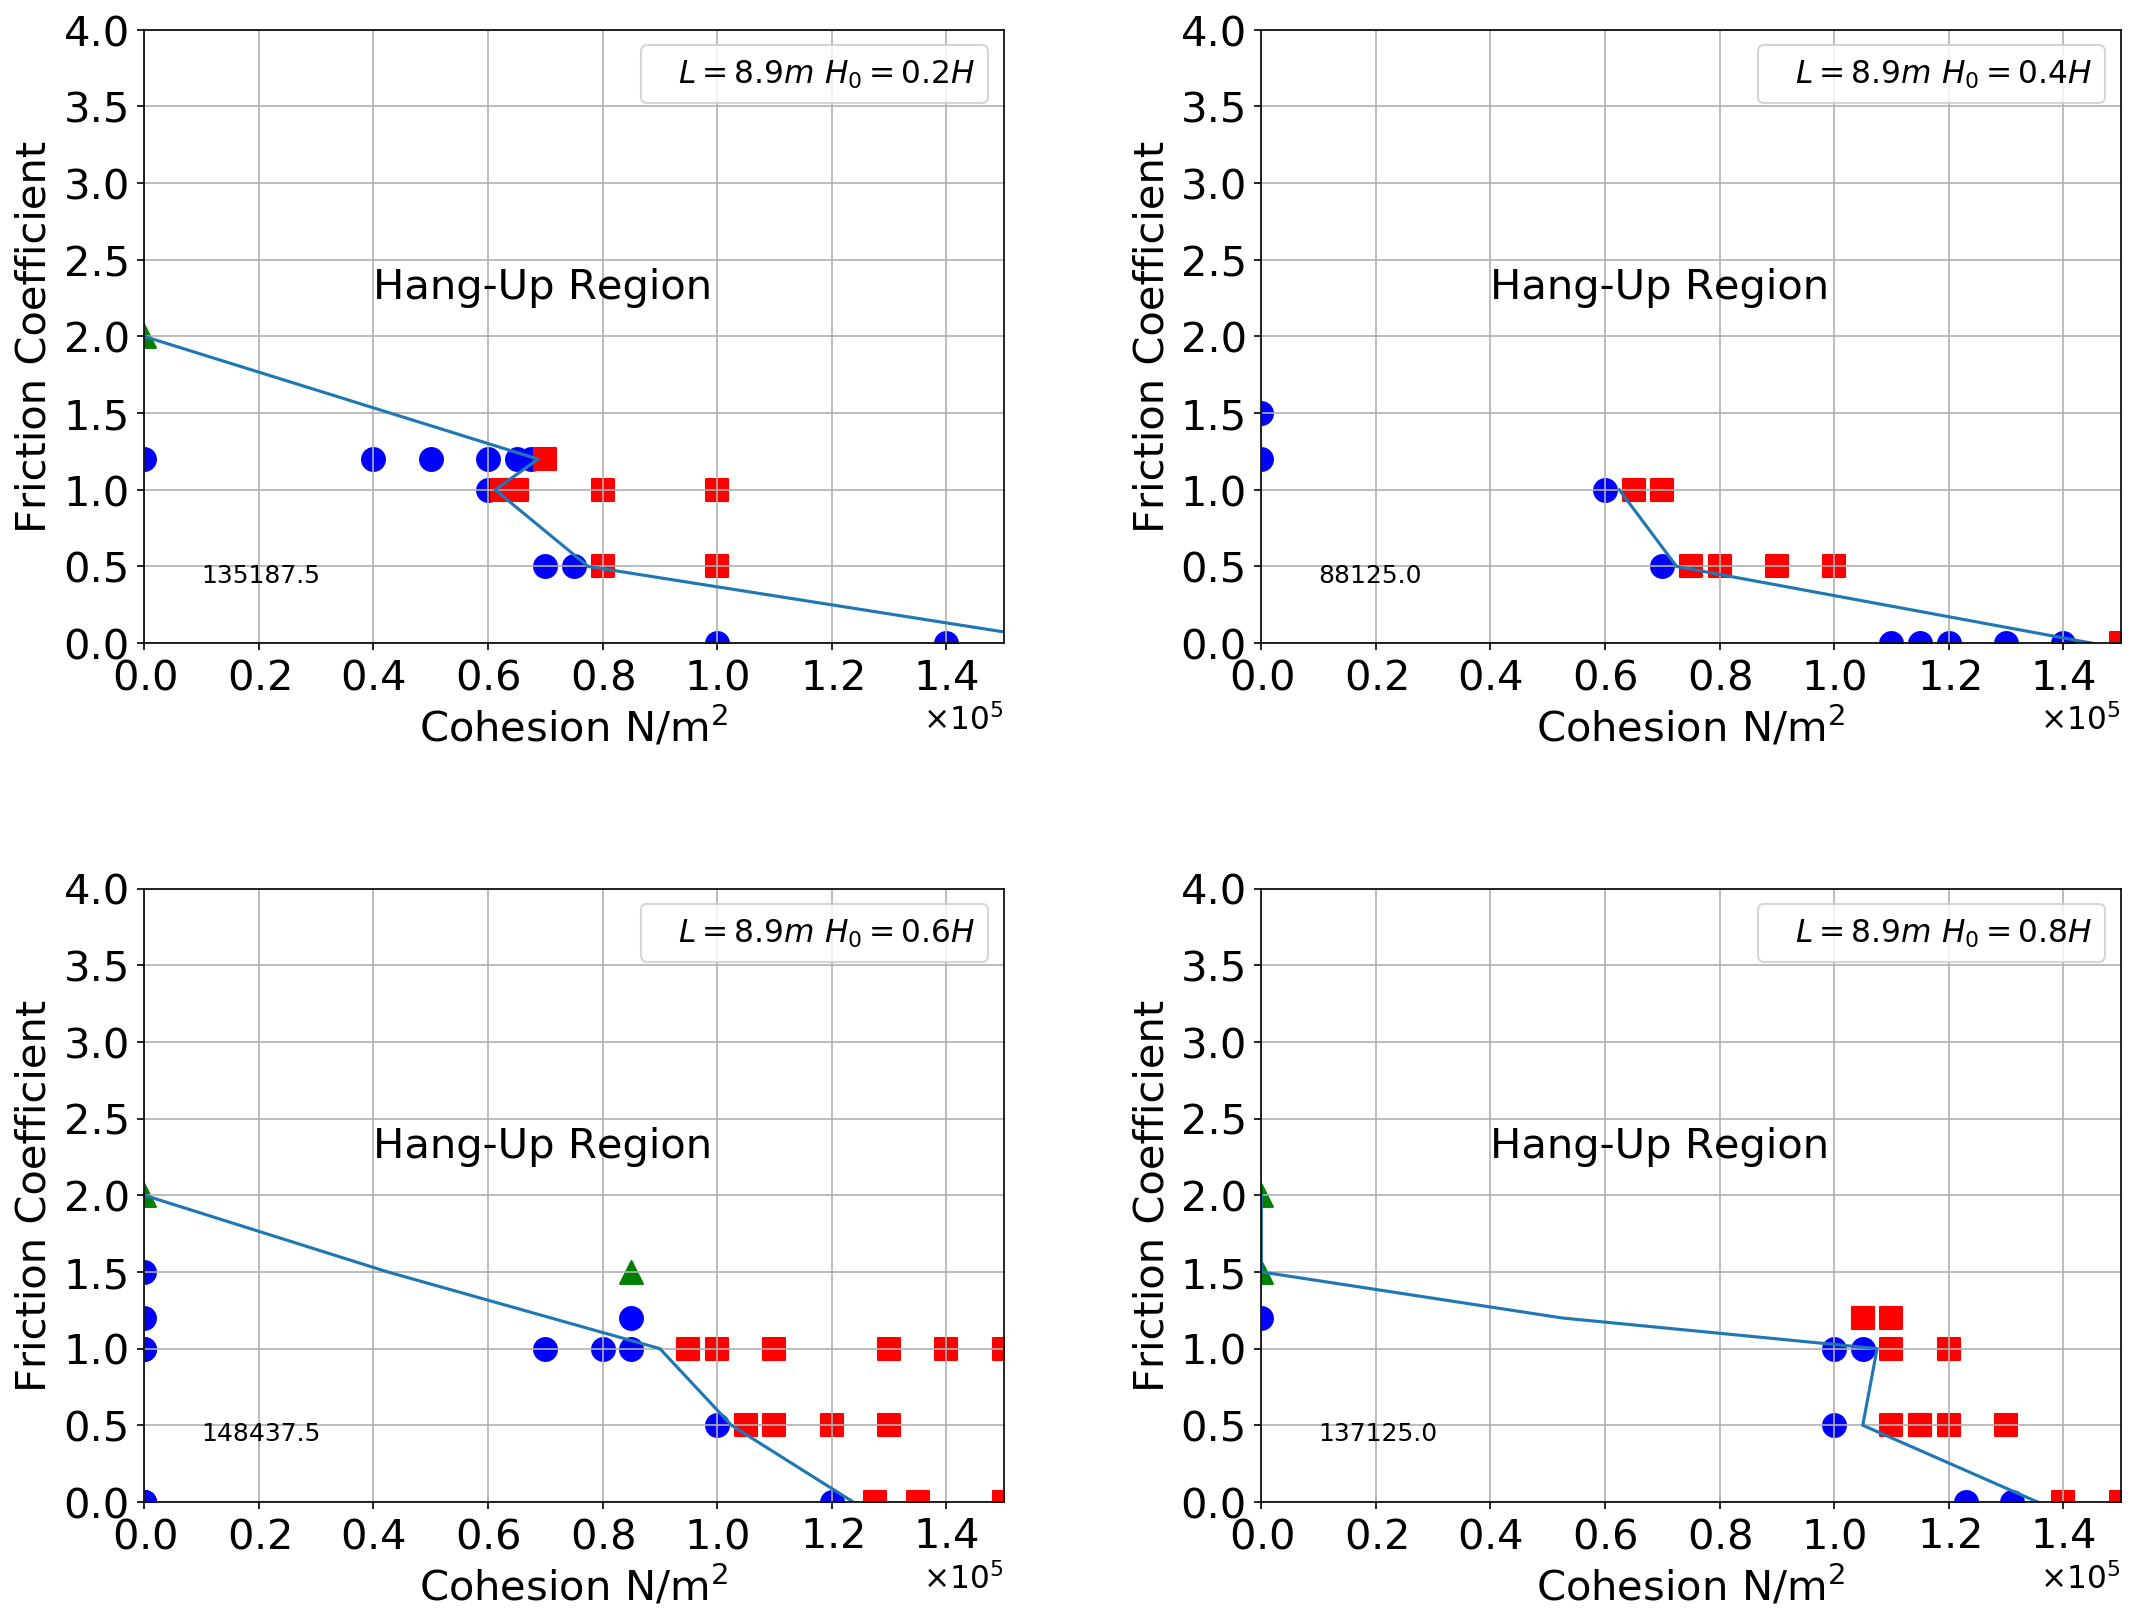 4.0
3.5
3.0
2.5
2.0
1.5
1.0
0.5
0.0
Friction Coefficient
L = 8.9m H₀ = 0.2H
Hang-Up Region
135187.5
0.0 0.2 0.4 0.6 0.8 1.0 1.2 1.4
×10⁵
Cohesion N/m²
4.0
3.5
3.0
2.5
2.0
1.5
1.0
0.5
0.0
Friction Coefficient
L = 8.9m H₀ = 0.4H
Hang-Up Region
88125.0
0.0 0.2 0.4 0.6 0.8 1.0 1.2 1.4
×10⁵
Cohesion N/m²
4.0
3.5
3.0
2.5
2.0
1.5
1.0
0.5
0.0
Friction Coefficient
L = 8.9m H₀ = 0.6H
Hang-Up Region
148437.5
0.0 0.2 0.4 0.6 0.8 1.0 1.2 1.4
×10⁵
Cohesion N/m²
4.0
3.5
3.0
2.5
2.0
1.5
1.0
0.5
0.0
Friction Coefficient
L = 8.9m H₀ = 0.8H
Hang-Up Region
137125.0
0.0 0.2 0.4 0.6 0.8 1.0 1.2 1.4
×10⁵
Cohesion N/m²